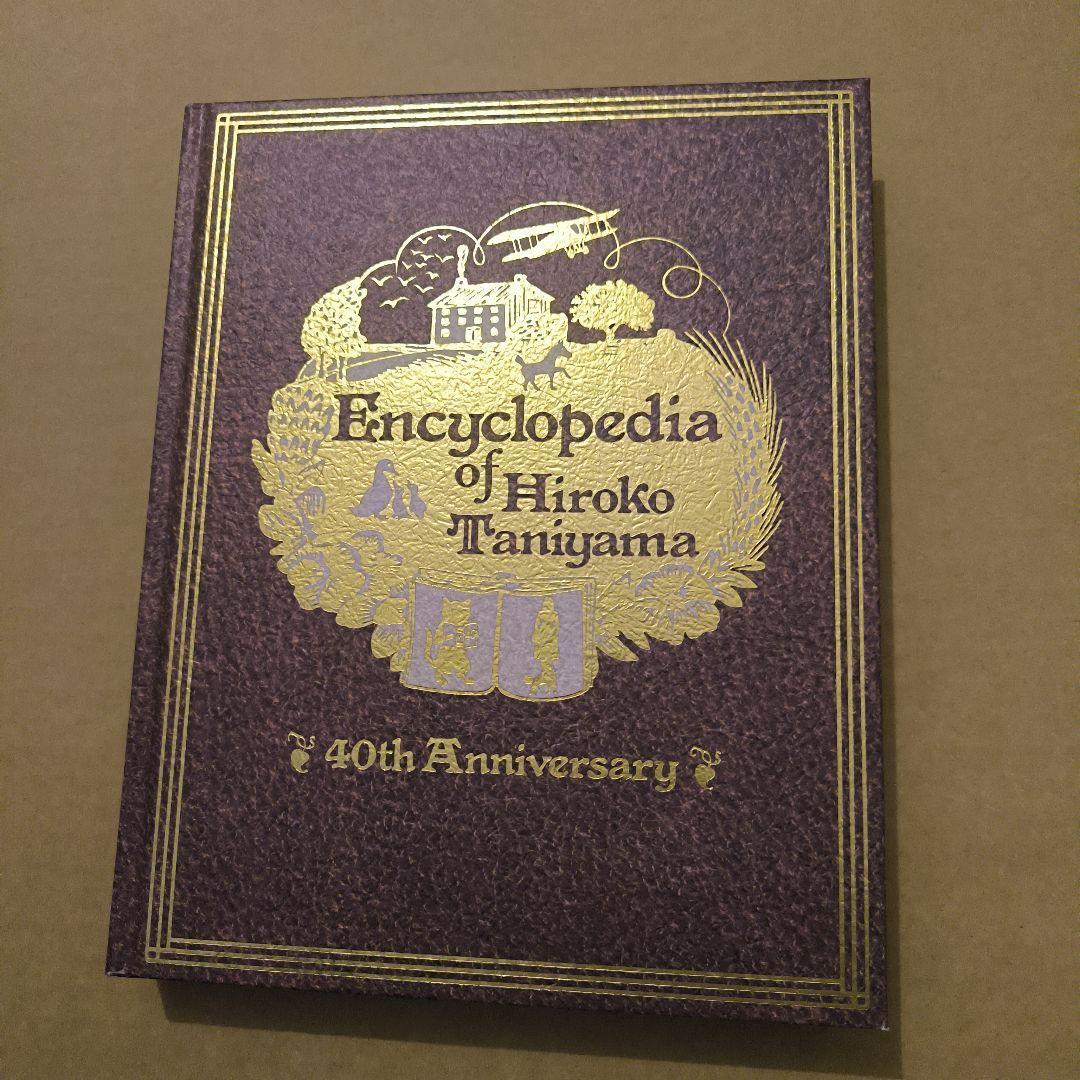 Encyclopedia
of Hiroko
Taniyama
40th Anniversary